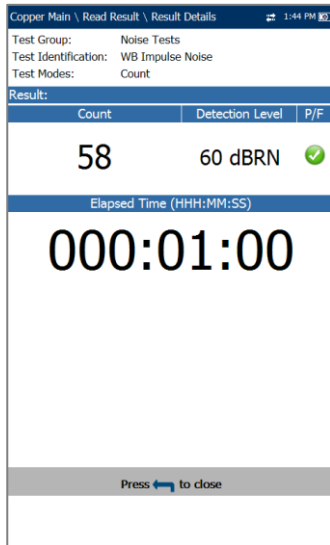 Copper Main \ Read Result \ Result Details 1:44 PM
Test Group: Noise Tests
Test Identification: WB Impulse Noise
Test Modes: Count
Result:
Count Detection Level P/F
58 60 dBRN
Elapsed Time (HHH:MM:SS)
000:01:00
Press to close